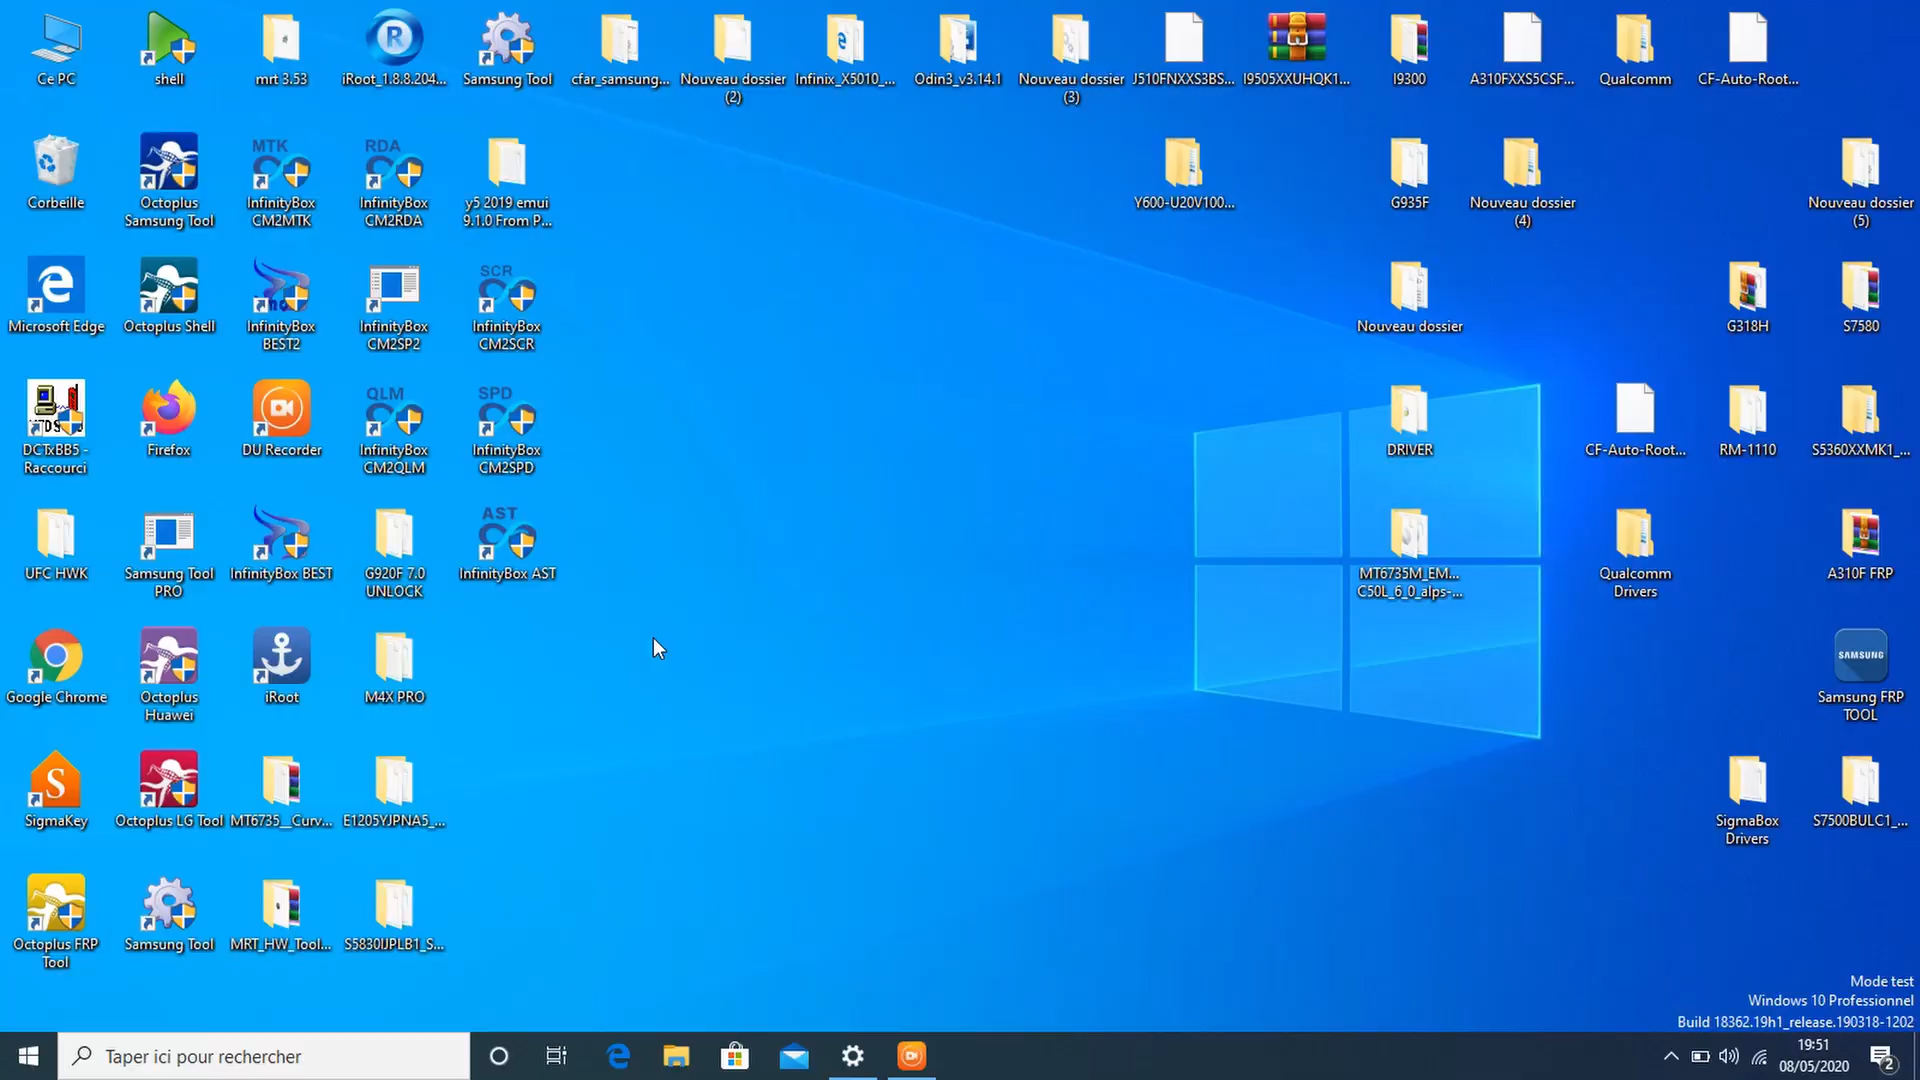 Ce PC
shell
mrt 3.53
iRoot_1.8.8.204...
Samsung Tool
cfar_samsung...
Nouveau dossier
(2)
Infinix_X5010_...
Odin3_v3.14.1
Nouveau dossier
(3)
J510FNXXS3BS...
I9505XXUHQK1...
I9300
A310FXXS5CSF...
Qualcomm
CF-Auto-Root...
Corbeille
Octoplus
Samsung Tool
MTK
InfinityBox
CM2MTK
RDA
InfinityBox
CM2RDA
y5 2019 emui
9.1.0 From P...
Y600-U20V100...
G935F
Nouveau dossier
(4)
Nouveau dossier
(5)
Microsoft Edge
Octoplus Shell
InfinityBox
BEST2
InfinityBox
CM2SP2
SCR
InfinityBox
CM2SCR
Nouveau dossier
G318H
S7580
DCTxBB5 -
Raccourci
Firefox
DU Recorder
QLM
InfinityBox
CM2QLM
SPD
InfinityBox
CM2SPD
DRIVER
CF-Auto-Root...
RM-1110
S5360XXMK1_...
UFC HWK
Samsung Tool
PRO
InfinityBox BEST
G920F 7.0
UNLOCK
AST
InfinityBox AST
MT6735M_EM...
C50L_6_0_alps-...
Qualcomm
Drivers
A310F FRP
Google Chrome
Octoplus
Huawei
iRoot
M4X PRO
SAMSUNG
Samsung FRP
TOOL
S
SigmaKey
Octoplus LG Tool
MT6735__Curv...
E1205YJPNA5_...
SigmaBox
Drivers
S7500BULC1_...
Octoplus FRP
Tool
Samsung Tool
MRT_HW_Tool...
S5830IJPLB1_S...
Mode test
Windows 10 Professionnel
Build 18362.19h1_release.190318-1202
Taper ici pour rechercher
19:51
08/05/2020
2